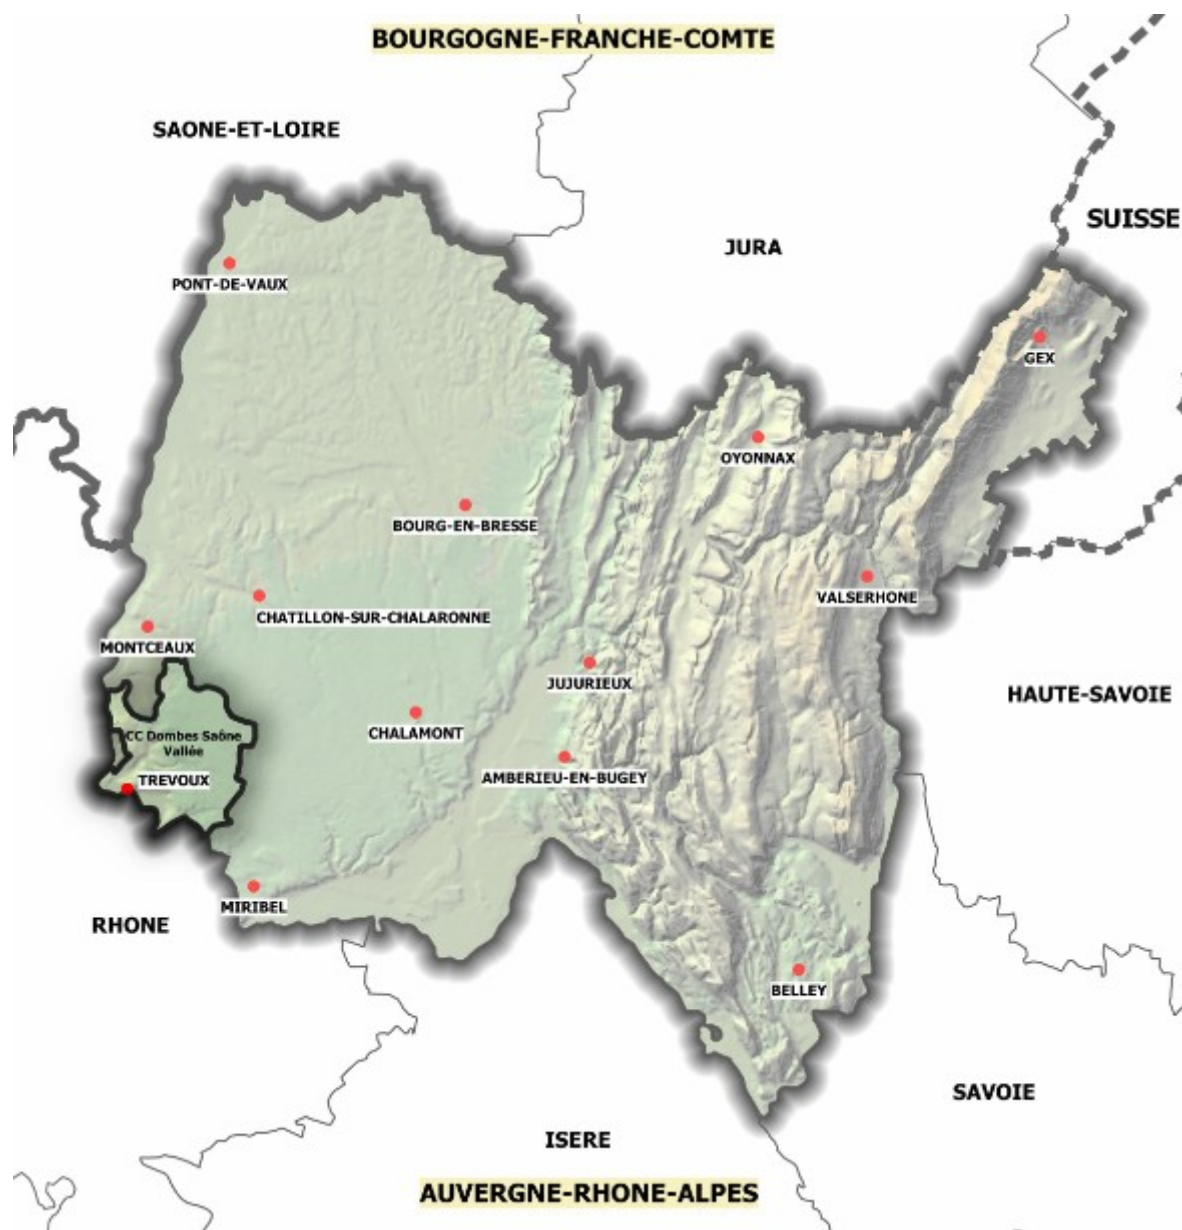 BOURGOGNE-FRANCHE-COMTE
SAONE-ET-LOIRE
SUISSE
JURA
PONT-DE-VAUX
GEX
OYONNAX
BOURG-EN-BRESSE
VALSERHONE
CHATILLON-SUR-CHALARONNE
MONTCEAUX
JUJURIEUX
HAUTE-SAVOIE
CHALAMONT
CC Dombes Saône
Vallée
TREVOUX
AMBERIEU-EN-BUGEY
MIRIBEL
RHONE
BELLEY
SAVOIE
ISERE
AUVERGNE-RHONE-ALPES